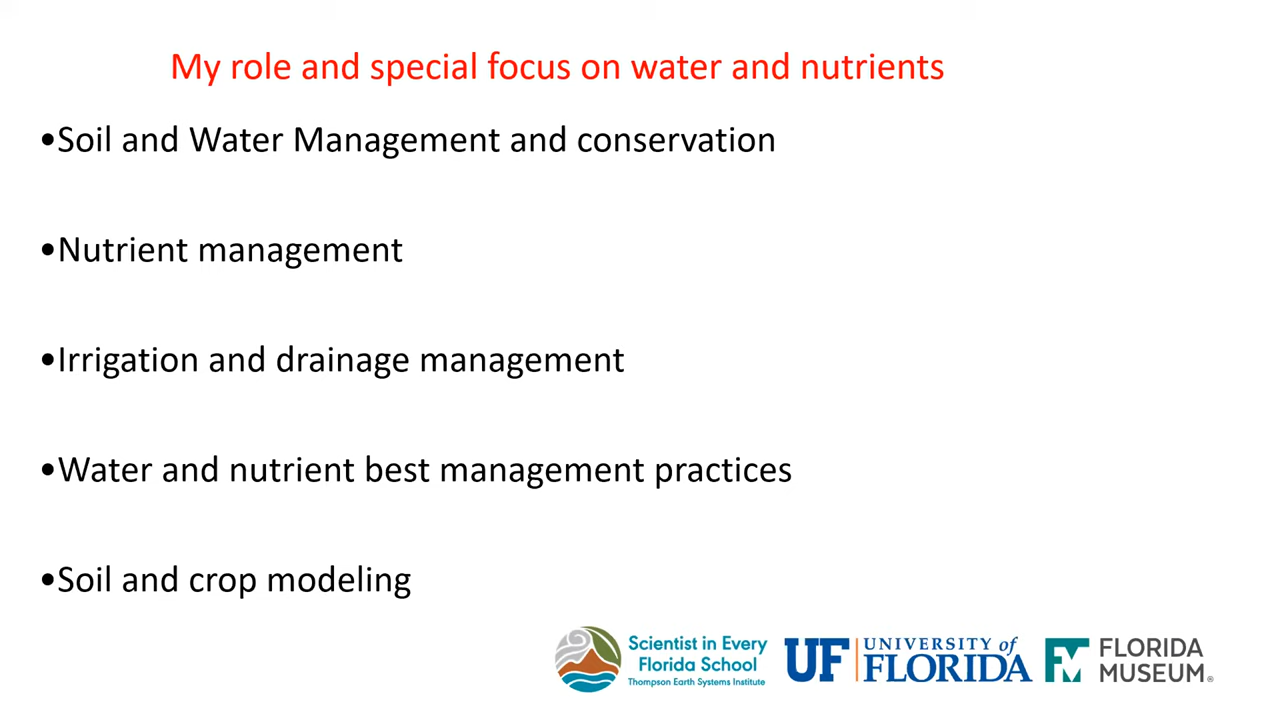 My role and special focus on water and nutrients
•Soil and Water Management and conservation
•Nutrient management
•Irrigation and drainage management
•Water and nutrient best management practices
•Soil and crop modeling
Scientist in Every
Florida School
Thompson Earth Systems Institute
UF UNIVERSITY of
FLORIDA
FM FLORIDA
MUSEUM®